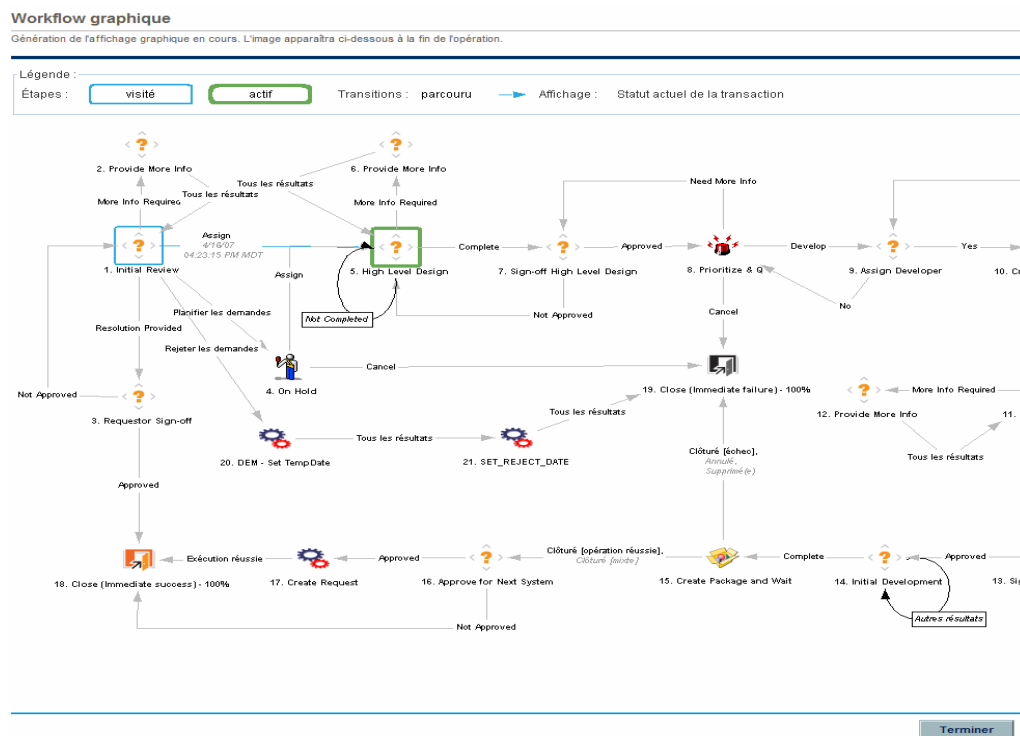 Workflow graphique
Génération de l'affichage graphique en cours. L'image apparaîtra ci-dessous à la fin de l'opération.
Légende :
Étapes : visité actif Transitions : parcouru Affichage : Statut actuel de la transaction
2. Provide More Info
6. Provide More Info
Tous les résultats
Tous les résultats
Need More Info
More Info Required
More Info Required
Assign
4/16/07
04:23:15 PM MDT
Complete
Approved
Develop
Yes
1. Initial Review
Assign
5. High Level Design
7. Sign-off High Level Design
8. Prioritize & Q
9. Assign Developer
10. Cr
No
Planifier les demandes
Not Completed
Not Approved
Cancel
Resolution Provided
Rejeter les demandes
Cancel
4. On Hold
19. Close (Immediate failure) - 100%
Not Approved
More Info Required
3. Requestor Sign-off
12. Provide More Info
11.
Tous les résultats
Tous les résultats
Clôturé [échec],
Annulé,
Supprimé(e)
Tous les résultats
20. DEM - Set TempDate
21. SET_REJECT_DATE
Approved
Exécution réussie
Approved
Clôturé [opération réussie],
Clôturé [mixte]
Complete
Approved
18. Close (Immediate success) - 100%
17. Create Request
16. Approve for Next System
15. Create Package and Wait
14. Initial Development
13. Sig
Not Approved
Autres résultats
Terminer